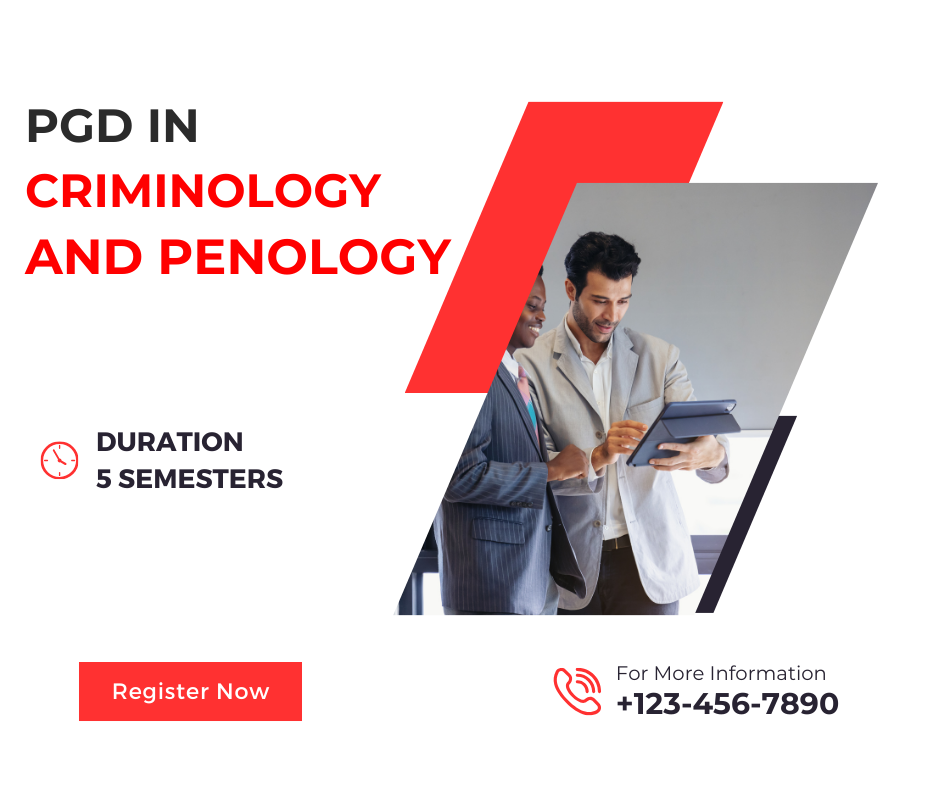 PGD IN
CRIMINOLOGY
AND PENOLOGY
DURATION
5 SEMESTERS
Register Now
For More Information
+123-456-7890